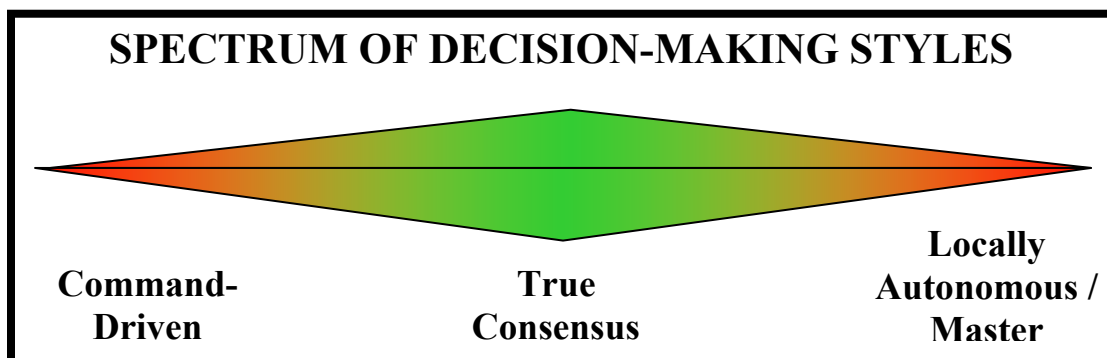 SPECTRUM OF DECISION-MAKING STYLES
Command-
Driven
True
Consensus
Locally
Autonomous /
Master